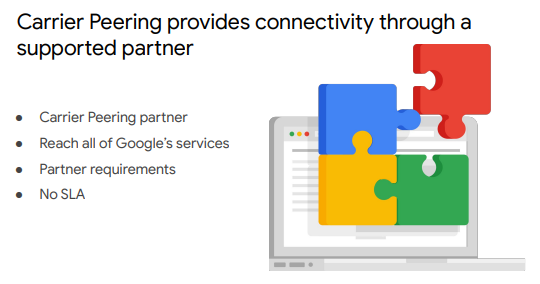 Carrier Peering provides connectivity through a
supported partner
● Carrier Peering partner
● Reach all of Google's services
● Partner requirements
● No SLA